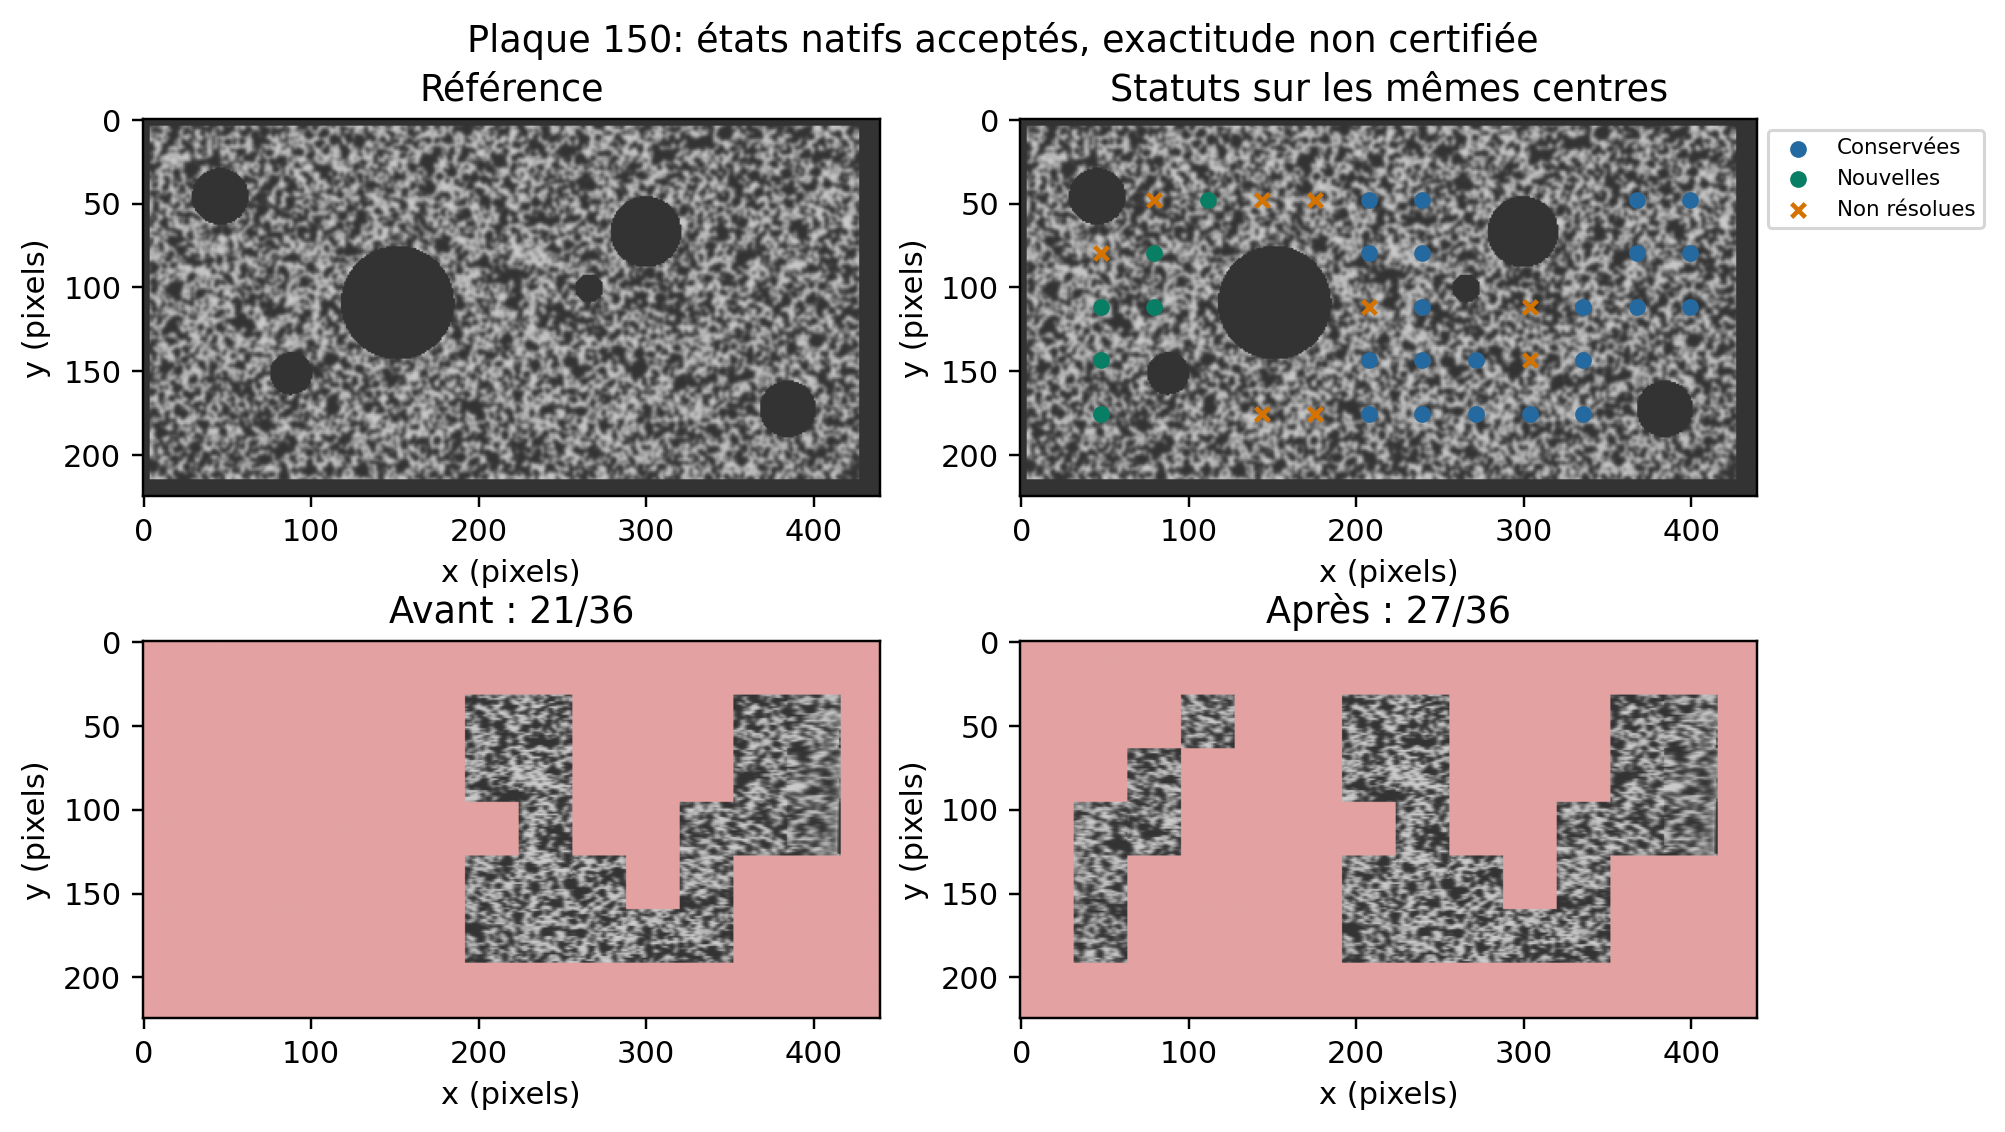 Plaque 150: états natifs acceptés, exactitude non certifiée
Référence
0
50
100
150
200
y (pixels)
0 100 200 300 400
x (pixels)
Statuts sur les mêmes centres
0
50
100
150
200
y (pixels)
0 100 200 300 400
x (pixels)
Conservées
Nouvelles
Non résolues
Avant : 21/36
0
50
100
150
200
y (pixels)
0 100 200 300 400
x (pixels)
Après : 27/36
0
50
100
150
200
y (pixels)
0 100 200 300 400
x (pixels)